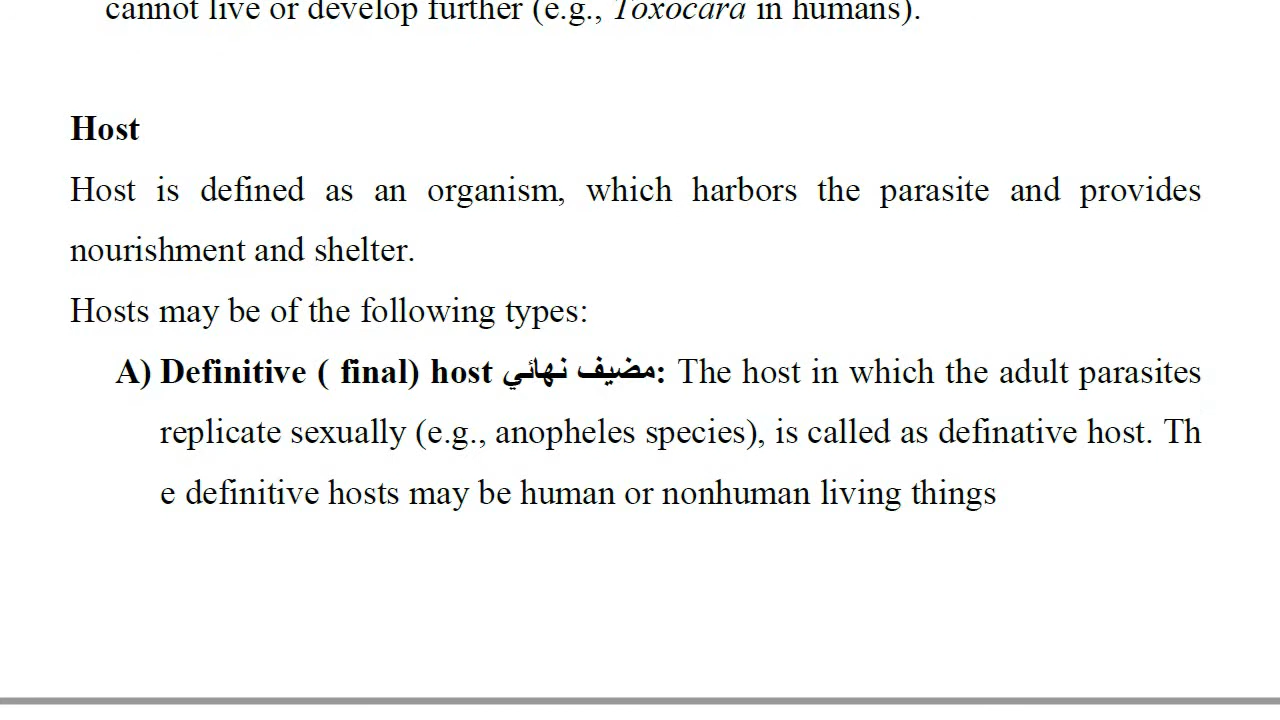 cannot live or develop further (e.g., Toxocara in humans).
Host
Host is defined as an organism, which harbors the parasite and provides
nourishment and shelter.
Hosts may be of the following types:
A) Definitive ( final) host مضيف نهائي: The host in which the adult parasites
replicate sexually (e.g., anopheles species), is called as definative host. Th
e definitive hosts may be human or nonhuman living things